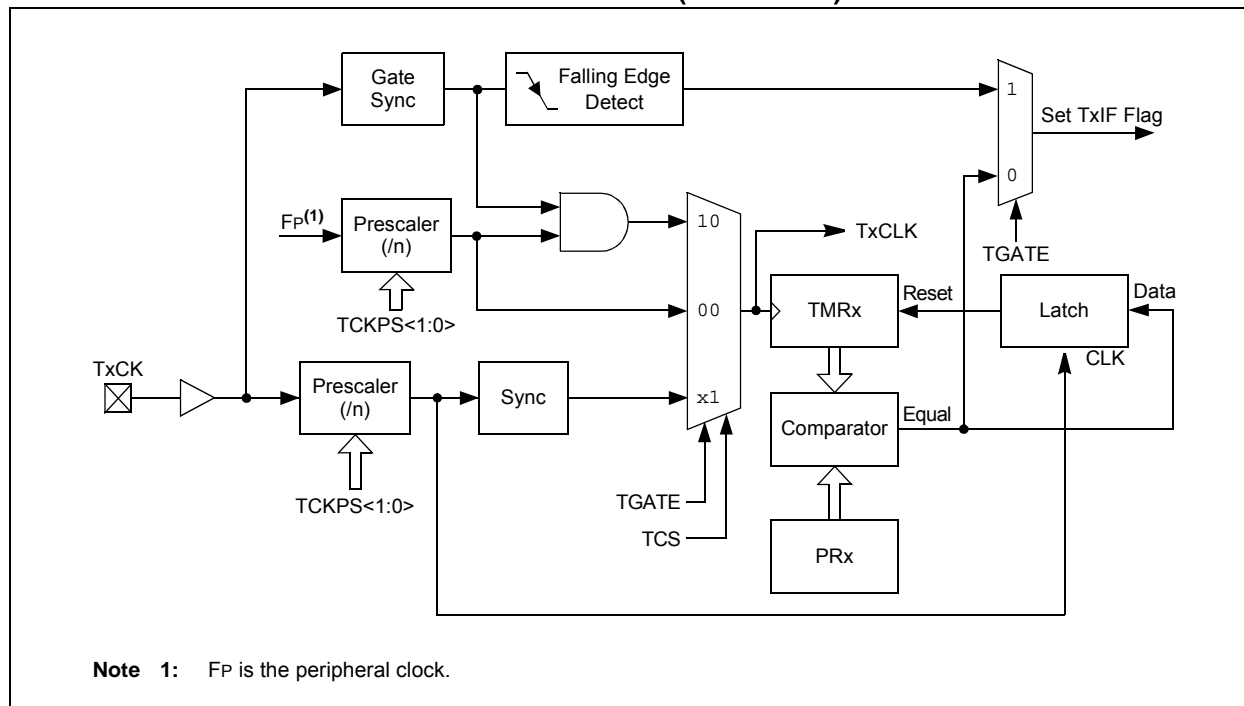 Gate
Sync
Falling Edge
Detect
1
Set TxIF Flag
0
FP(1)
Prescaler
(/n)
10
TxCLK
TGATE
TCKPS<1:0>
00
TMRx
Reset
Latch
Data
CLK
TxCK
Prescaler
(/n)
Sync
x1
Comparator
Equal
TCKPS<1:0>
TGATE
TCS
PRx
Note 1: FP is the peripheral clock.